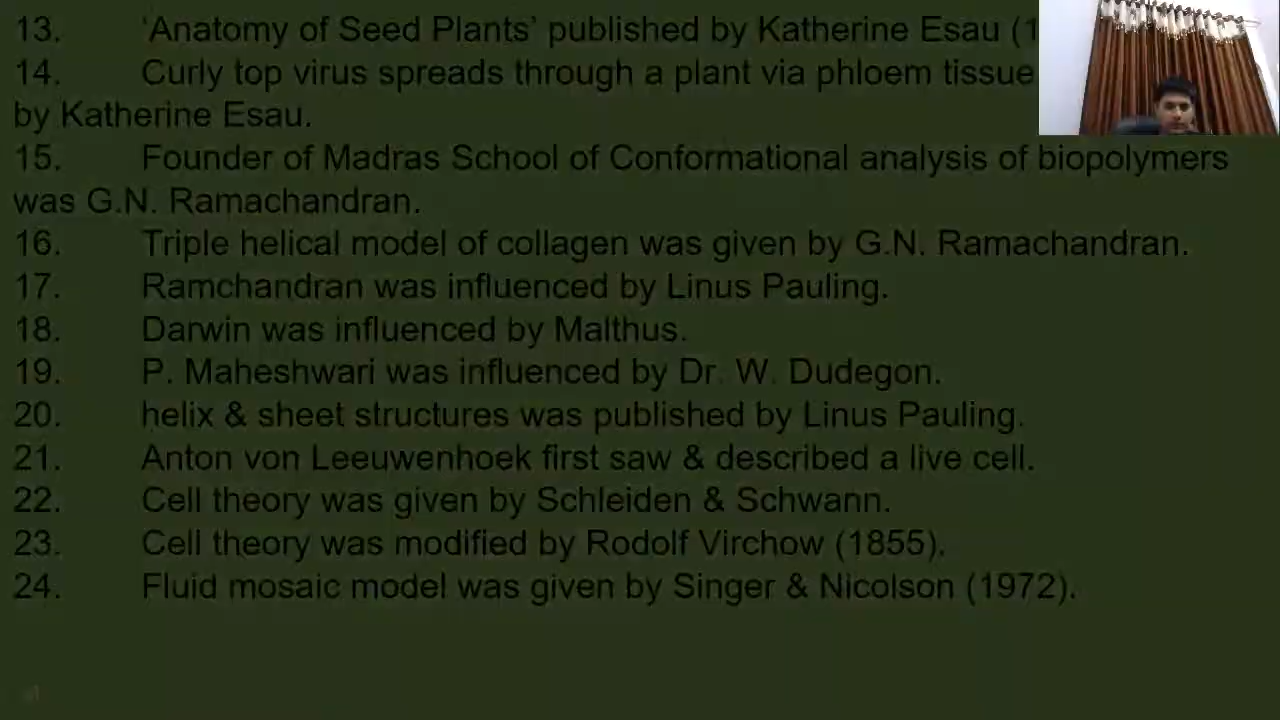 13. ‘Anatomy of Seed Plants’ published by Katherine Esau (1
14. Curly top virus spreads through a plant via phloem tissue
by Katherine Esau.
15. Founder of Madras School of Conformational analysis of biopolymers
was G.N. Ramachandran.
16. Triple helical model of collagen was given by G.N. Ramachandran.
17. Ramchandran was influenced by Linus Pauling.
18. Darwin was influenced by Malthus.
19. P. Maheshwari was influenced by Dr. W. Dudegon.
20. helix & sheet structures was published by Linus Pauling.
21. Anton von Leeuwenhoek first saw & described a live cell.
22. Cell theory was given by Schleiden & Schwann.
23. Cell theory was modified by Rodolf Virchow (1855).
24. Fluid mosaic model was given by Singer & Nicolson (1972).